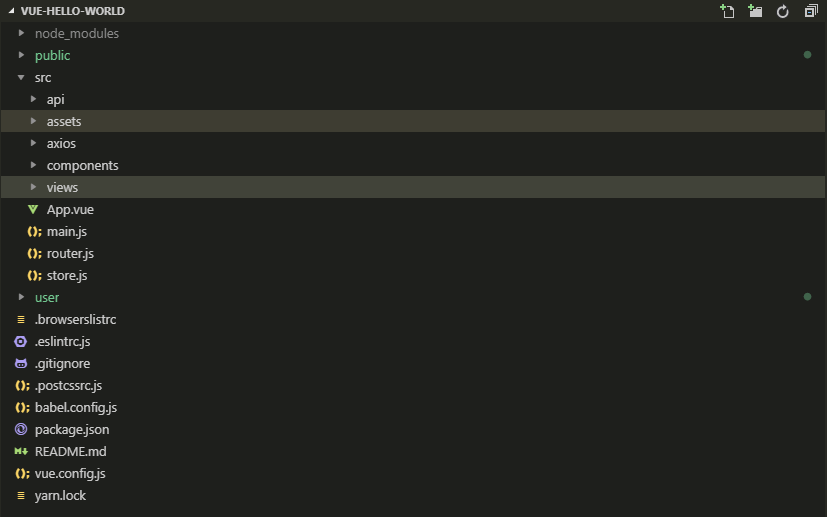 VUE-HELLO-WORLD
node_modules
public
src
api
assets
axios
components
views
App.vue
main.js
router.js
store.js
user
.browserslistrc
.eslintrc.js
.gitignore
.postcssrc.js
babel.config.js
package.json
README.md
vue.config.js
yarn.lock